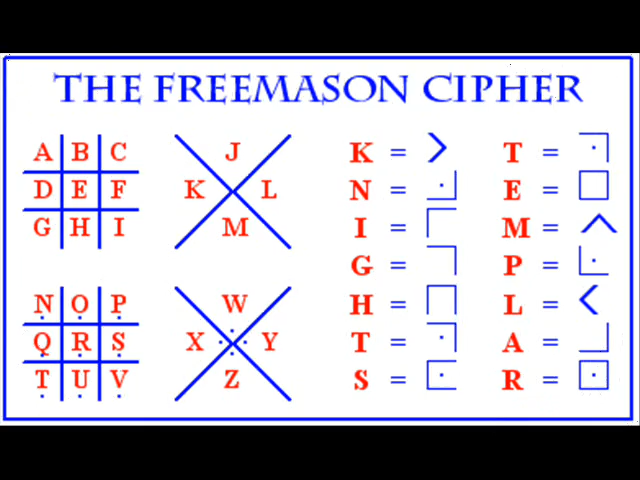 THE FREEMASON CIPHER
A B C
D E F
G H I
J
K L
M
N O P
Q R S
T U V
W
X Y
Z
K =
N =
I =
G =
H =
T =
S =
T =
E =
M =
P =
L =
A =
R =